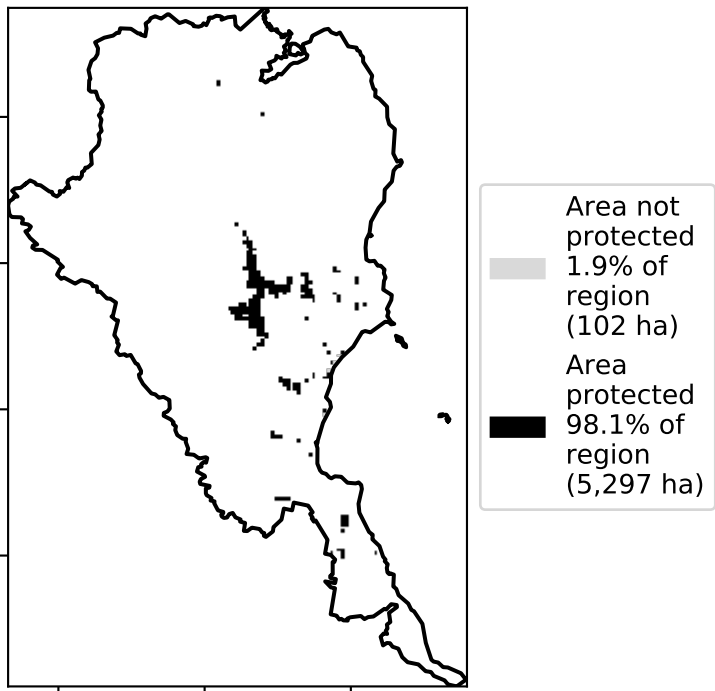 Area not
protected
1.9% of
region
(102 ha)
Area
protected
98.1% of
region
(5,297 ha)